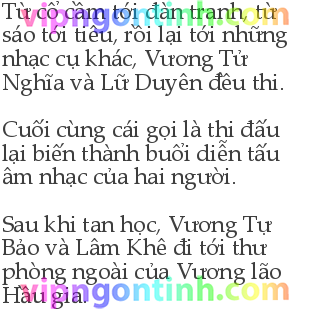 Từ cổ cầm tới đàn tranh, từ
sáo tới tiêu, rồi lại tới những
nhạc cụ khác, Vương Tử
Nghĩa và Lữ Duyên đều thi.
Cuối cùng cái gọi là thi đấu
lại biến thành buổi diễn tấu
âm nhạc của hai người.
Sau khi tan học, Vương Tự
Bảo và Lâm Khê đi tới thư
phòng ngoài của Vương lão
Hầu gia.
vipngontinh.com
vipngontinh.com